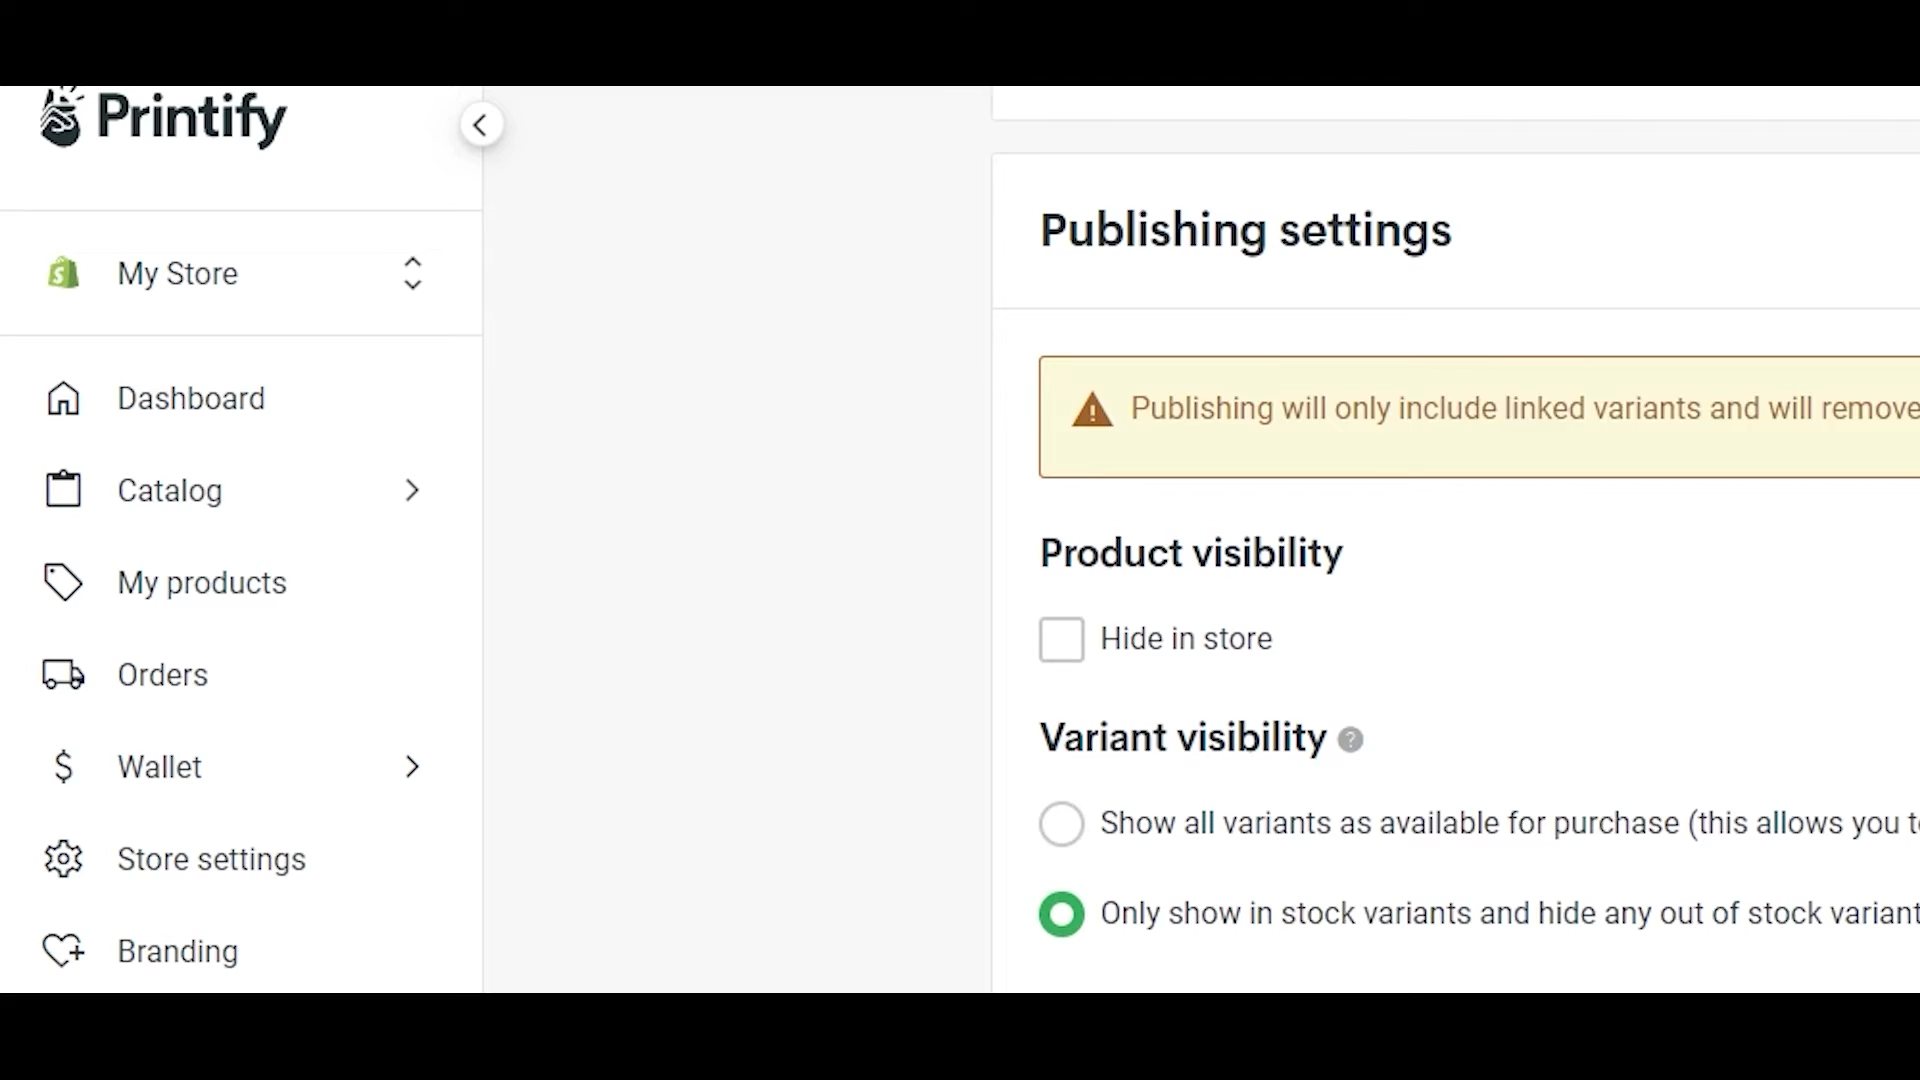 Printify
My Store
Dashboard
Catalog
My products
Orders
Wallet
Store settings
Branding
Publishing settings
Publishing will only include linked variants and will remove
Product visibility
Hide in store
Variant visibility ?
Show all variants as available for purchase (this allows you
Only show in stock variants and hide any out of stock